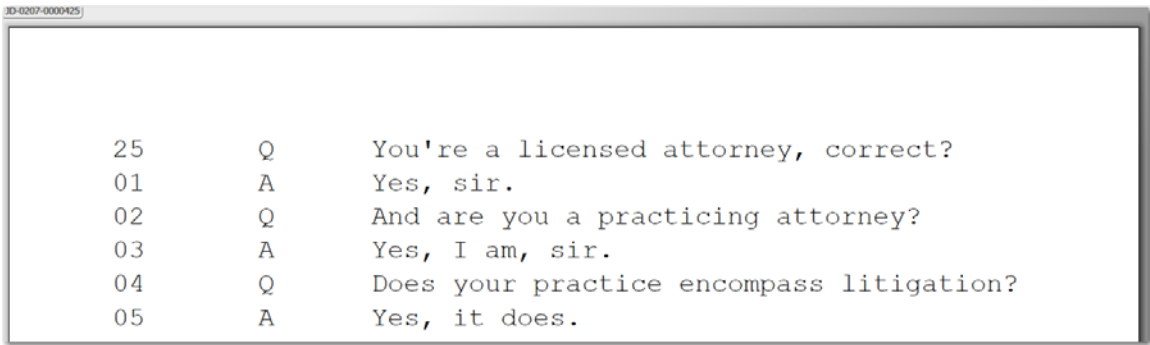 JD-0207-0000425
25 Q You're a licensed attorney, correct?
01 A Yes, sir.
02 Q And are you a practicing attorney?
03 A Yes, I am, sir.
04 Q Does your practice encompass litigation?
05 A Yes, it does.